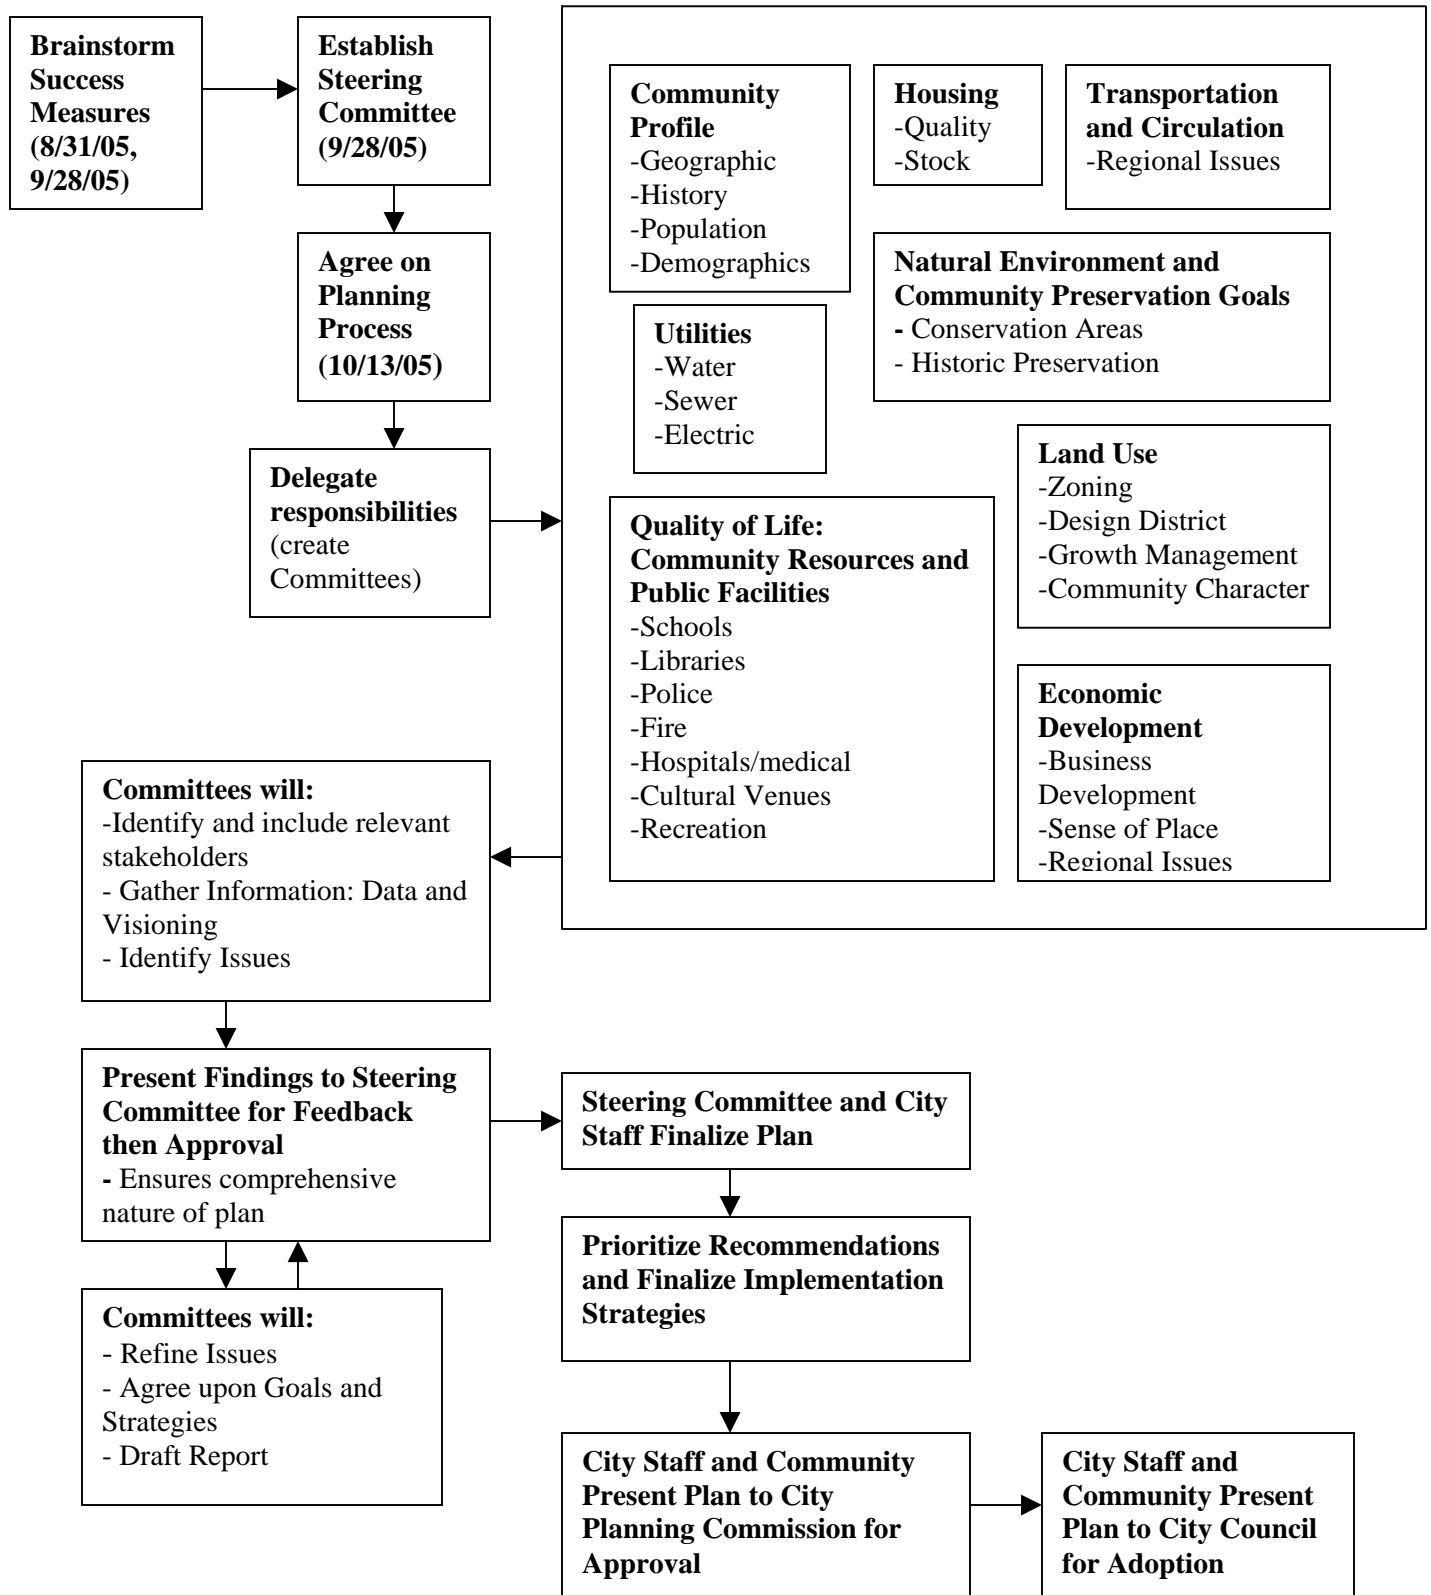 Brainstorm
Success
Measures
(8/31/05,
9/28/05)
Establish
Steering
Committee
(9/28/05)
Agree on
Planning
Process
(10/13/05)
Delegate
responsibilities
(create
Committees)
Community
Profile
-Geographic
-History
-Population
-Demographics
Housing
-Quality
-Stock
Transportation
and Circulation
-Regional Issues
Natural Environment and
Community Preservation Goals
- Conservation Areas
- Historic Preservation
Utilities
-Water
-Sewer
-Electric
Land Use
-Zoning
-Design District
-Growth Management
-Community Character
Quality of Life:
Community Resources and
Public Facilities
-Schools
-Libraries
-Police
-Fire
-Hospitals/medical
-Cultural Venues
-Recreation
Economic
Development
-Business
Development
-Sense of Place
-Regional Issues
Committees will:
-Identify and include relevant
stakeholders
- Gather Information: Data and
Visioning
- Identify Issues
Present Findings to Steering
Committee for Feedback
then Approval
- Ensures comprehensive
nature of plan
Committees will:
- Refine Issues
- Agree upon Goals and
Strategies
- Draft Report
Steering Committee and City
Staff Finalize Plan
Prioritize Recommendations
and Finalize Implementation
Strategies
City Staff and Community
Present Plan to City
Planning Commission for
Approval
City Staff and
Community Present
Plan to City Council
for Adoption